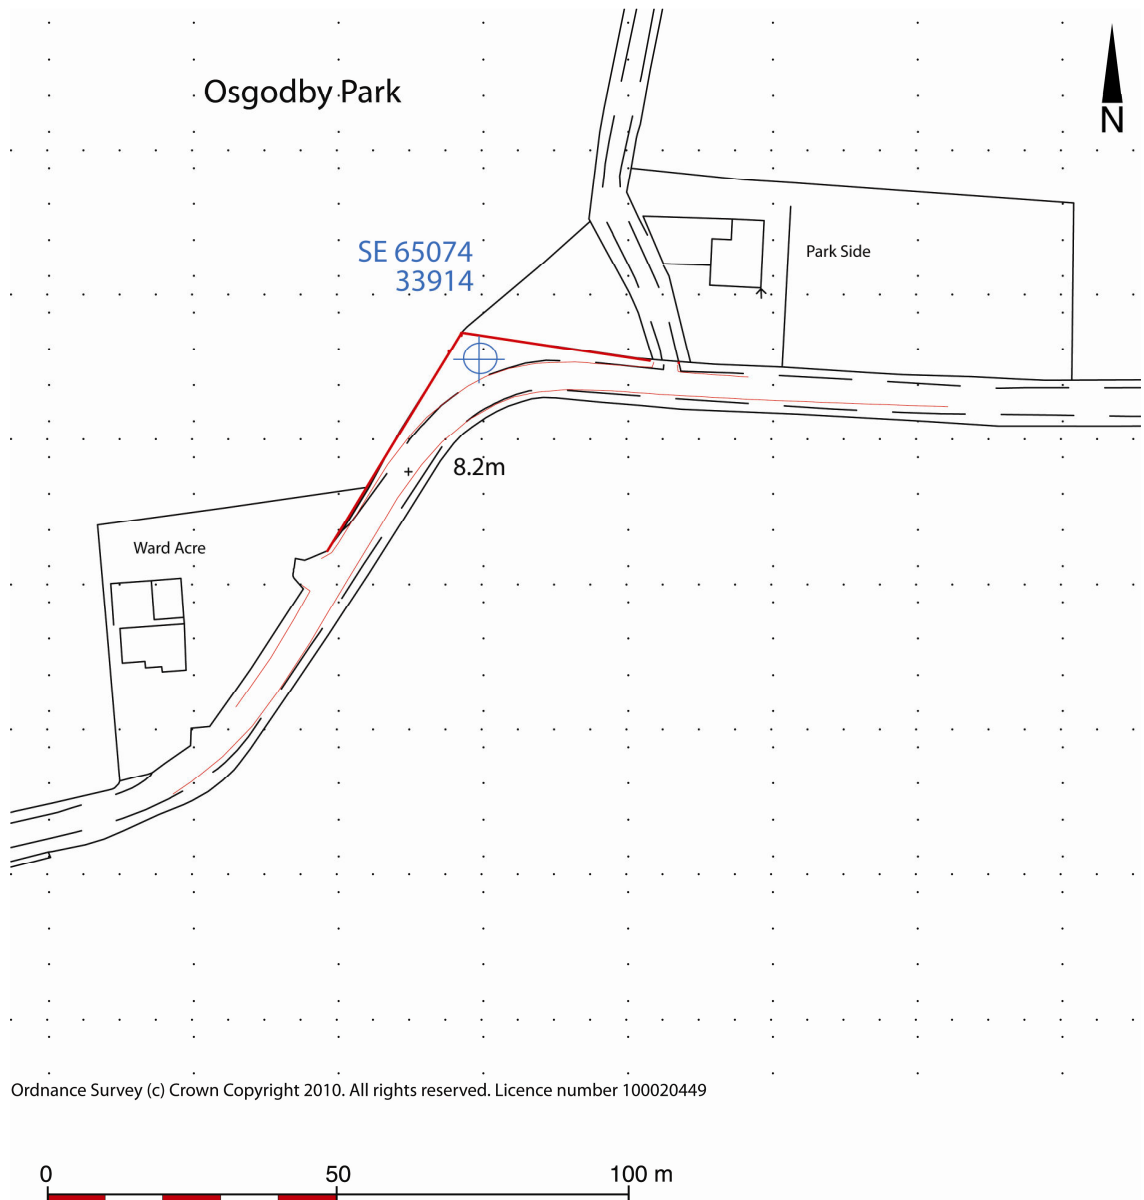 Osgodby Park
N
SE 65074
33914
Park Side
8.2m
Ward Acre
Ordnance Survey (c) Crown Copyright 2010. All rights reserved. Licence number 100020449
0 50 100 m